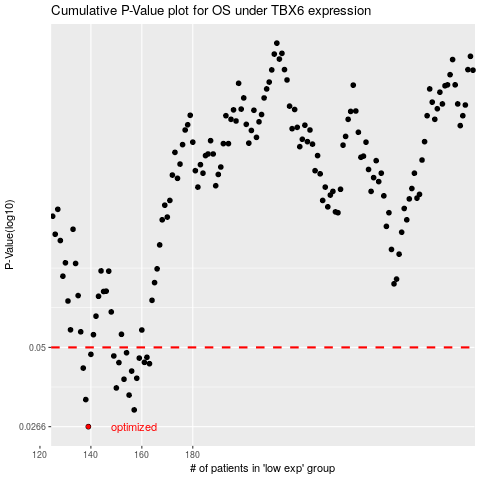 Cumulative P-Value plot for OS under TBX6 expression
P-Value(log10)
0.05
0.0266
optimized
120 140 160 180
# of patients in 'low exp' group